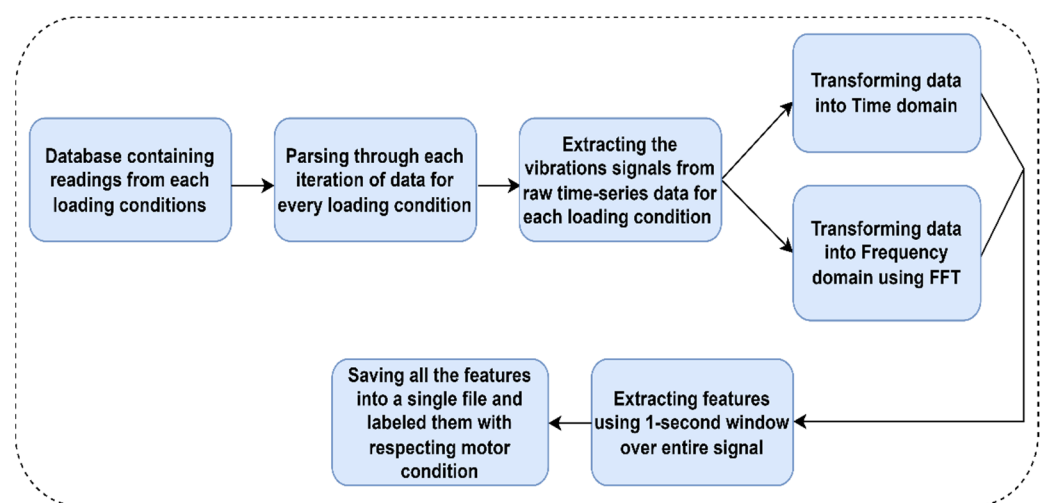 Database containing
readings from each
loading conditions
Parsing through each
iteration of data for
every loading condition
Extracting the
vibrations signals from
raw time-series data for
each loading condition
Transforming data
into Time domain
Transforming data
into Frequency
domain using FFT
Extracting features
using 1-second window
over entire signal
Saving all the features
into a single file and
labeled them with
respecting motor
condition